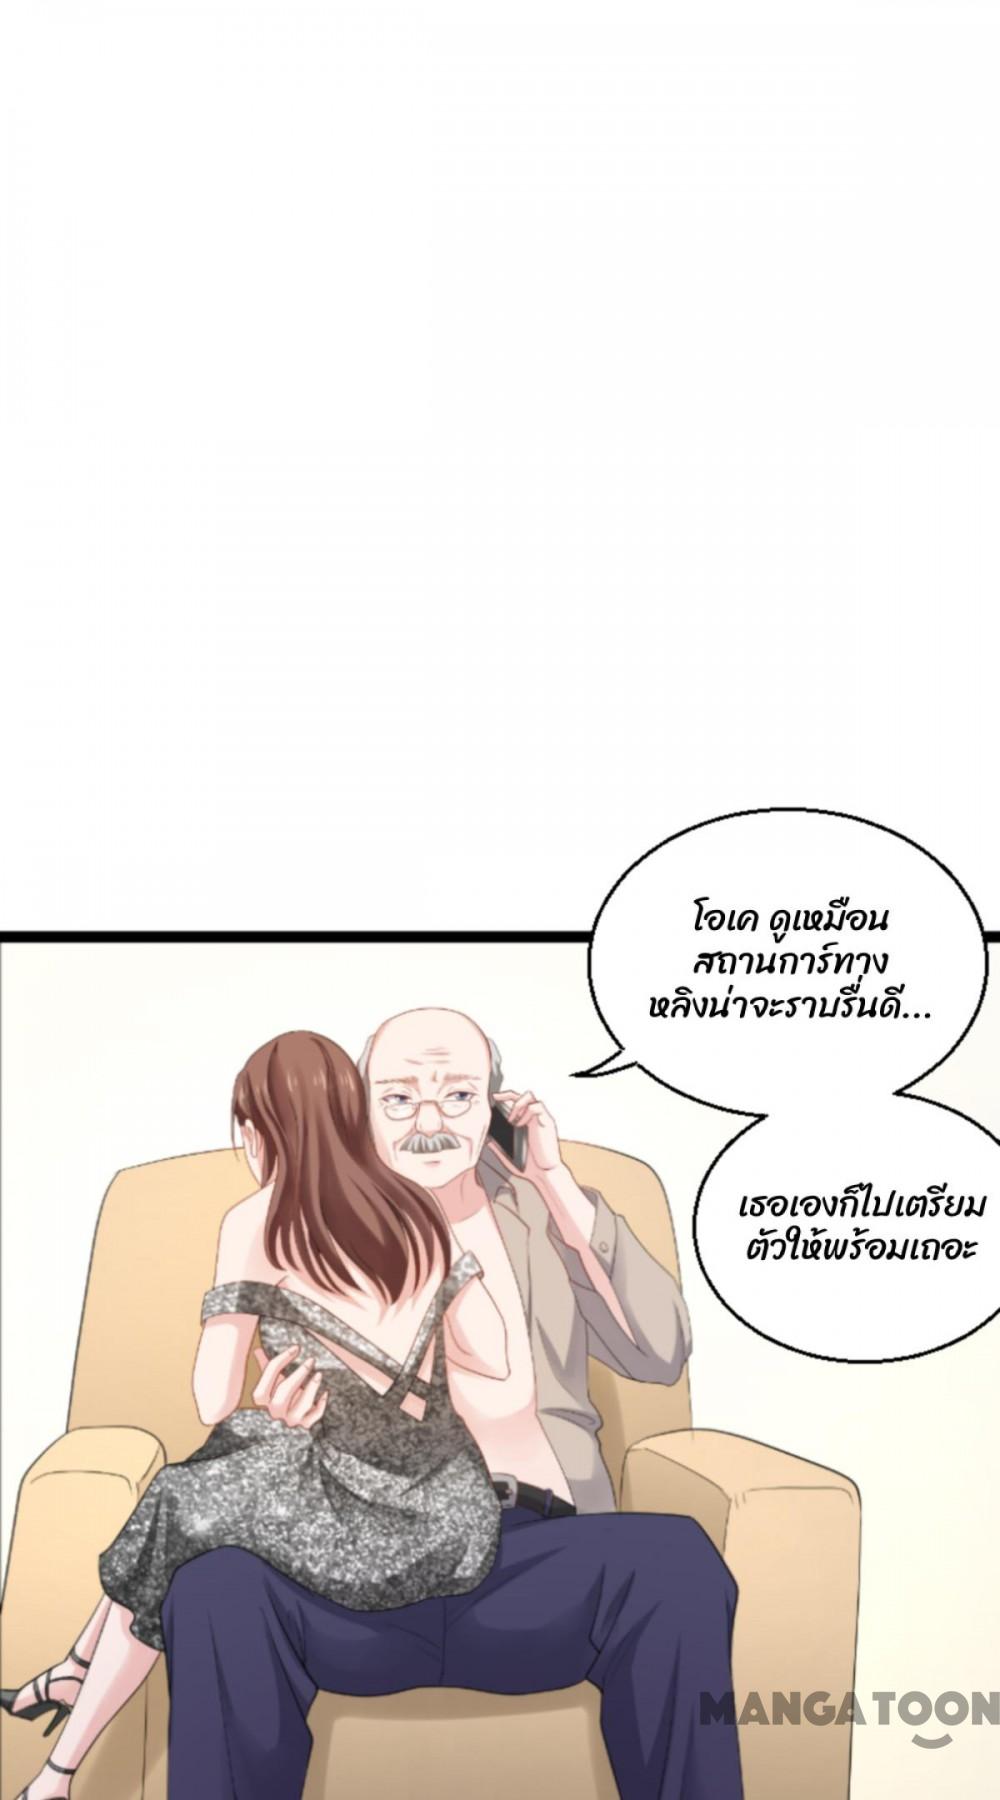 โอเค ดูเหมือน
สถานการ์ทาง
หลิงน่าจะราบรื่นดี...
เธอเองก็ไปเตรียม
ตัวให้พร้อมเถอะ
MANGATOON